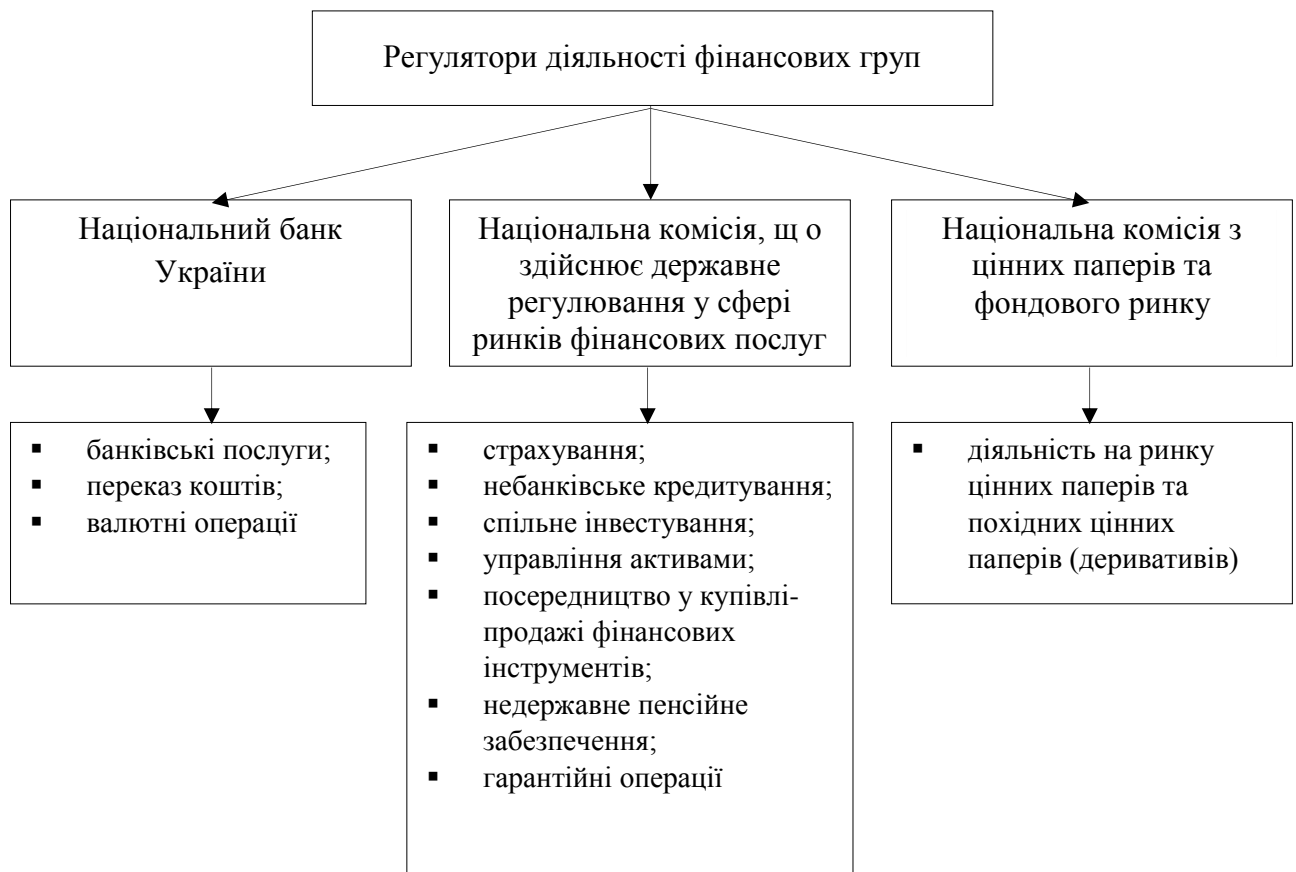 Регулятори діяльності фінансових груп
Національний банк
України
Національна комісія, щ о
здійснює державне
регулювання у сфері
ринків фінансових послуг
Національна комісія з
цінних паперів та
фондового ринку
▪ банківські послуги;
▪ переказ коштів;
▪ валютні операції
▪ страхування;
▪ небанківське кредитування;
▪ спільне інвестування;
▪ управління активами;
▪ посередництво у купівлі-
продажі фінансових
інструментів;
▪ недержавне пенсійне
забезпечення;
▪ гарантійні операції
▪ діяльність на ринку
цінних паперів та
похідних цінних
паперів (деривативів)